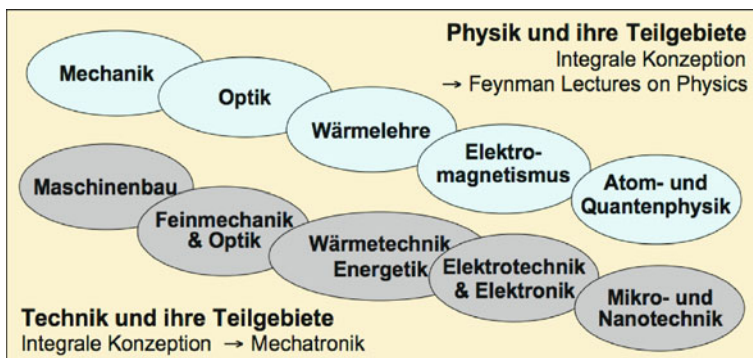 Physik und ihre Teilgebiete
Integrale Konzeption
→ Feynman Lectures on Physics
Mechanik
Optik
Wärmelehre
Elektro-
magnetismus
Atom- und
Quantenphysik
Maschinenbau
Feinmechanik
& Optik
Wärmetechnik
Energetik
Elektrotechnik
& Elektronik
Mikro- und
Nanotechnik
Technik und ihre Teilgebiete
Integrale Konzeption → Mechatronik